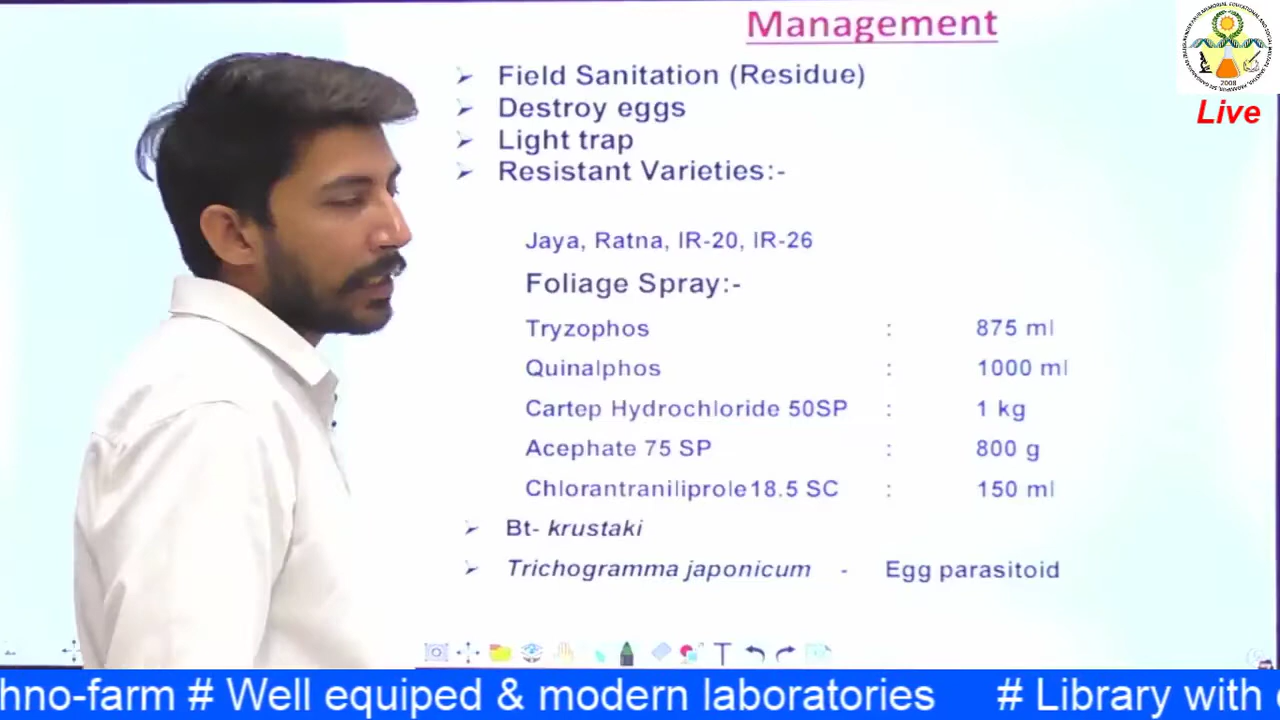 Management
Live
2008
➢ Field Sanitation (Residue)
➢ Destroy eggs
➢ Light trap
➢ Resistant Varieties:-
Jaya, Ratna, IR-20, IR-26
Foliage Spray:-
Tryzophos : 875 ml
Quinalphos : 1000 ml
Cartep Hydrochloride 50SP : 1 kg
Acephate 75 SP : 800 g
Chlorantraniliprole18.5 SC : 150 ml
➢ Bt- krustaki
➢ Trichogramma japonicum - Egg parasitoid
T
hno-farm # Well equiped & modern laboratories # Library with